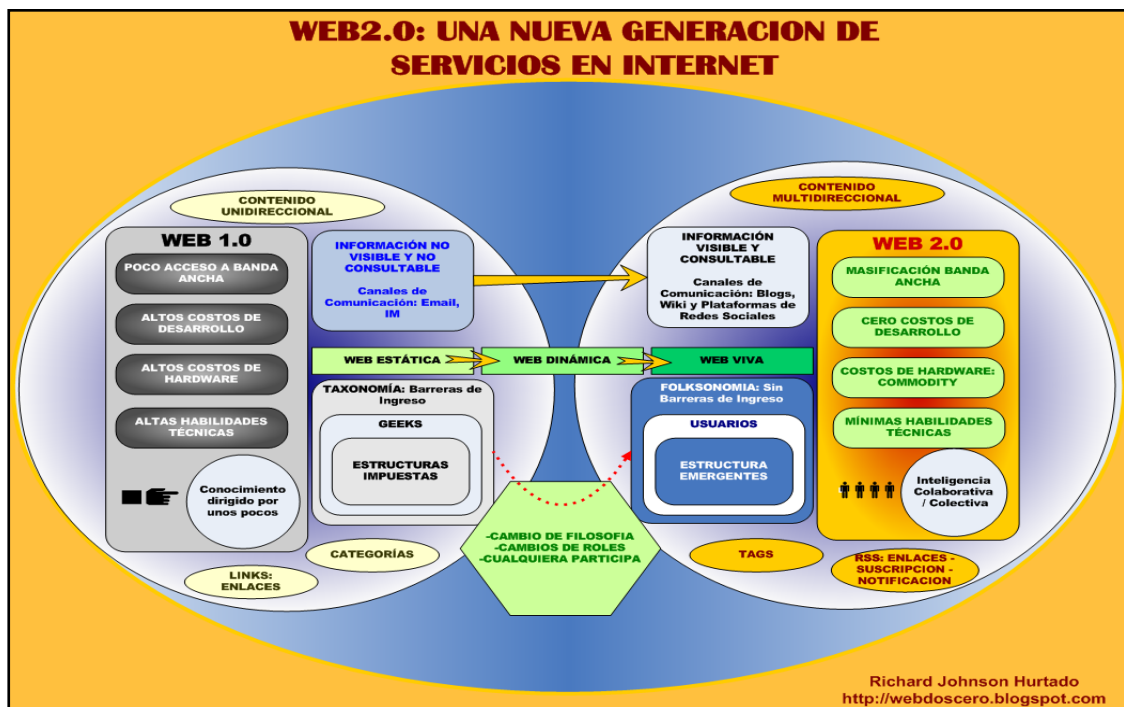 WEB2.0: UNA NUEVA GENERACION DE
SERVICIOS EN INTERNET
CONTENIDO
UNIDIRECCIONAL
WEB 1.0
POCO ACCESO A BANDA
ANCHA
ALTOS COSTOS DE
DESARROLLO
ALTOS COSTOS DE
HARDWARE
ALTAS HABILIDADES
TÉCNICAS
Conocimiento
dirigido por
unos pocos
LINKS:
ENLACES
INFORMACIÓN NO
VISIBLE Y NO
CONSULTABLE
Canales de
Comunicación: Email,
IM
WEB ESTÁTICA
WEB DINÁMICA
WEB VIVA
TAXONOMÍA: Barreras de
Ingreso
GEEKS
ESTRUCTURAS
IMPUESTAS
CATEGORÍAS
-CAMBIO DE FILOSOFIA
-CAMBIOS DE ROLES
-CUALQUIERA PARTICIPA
CONTENIDO
MULTIDIRECCIONAL
INFORMACIÓN
VISIBLE Y
CONSULTABLE
Canales de
Comunicación: Blogs,
Wiki y Plataformas de
Redes Sociales
FOLKSONOMIA: Sin
Barreras de Ingreso
USUARIOS
ESTRUCTURA
EMERGENTES
TAGS
WEB 2.0
MASIFICACIÓN BANDA
ANCHA
CERO COSTOS DE
DESARROLLO
COSTOS DE HARDWARE:
COMMODITY
MÍNIMAS HABILIDADES
TÉCNICAS
Inteligencia
Colaborativa
/ Colectiva
RSS: ENLACES -
SUSCRIPCION -
NOTIFICACION
Richard Johnson Hurtado
http://webdoscero.blogspot.com